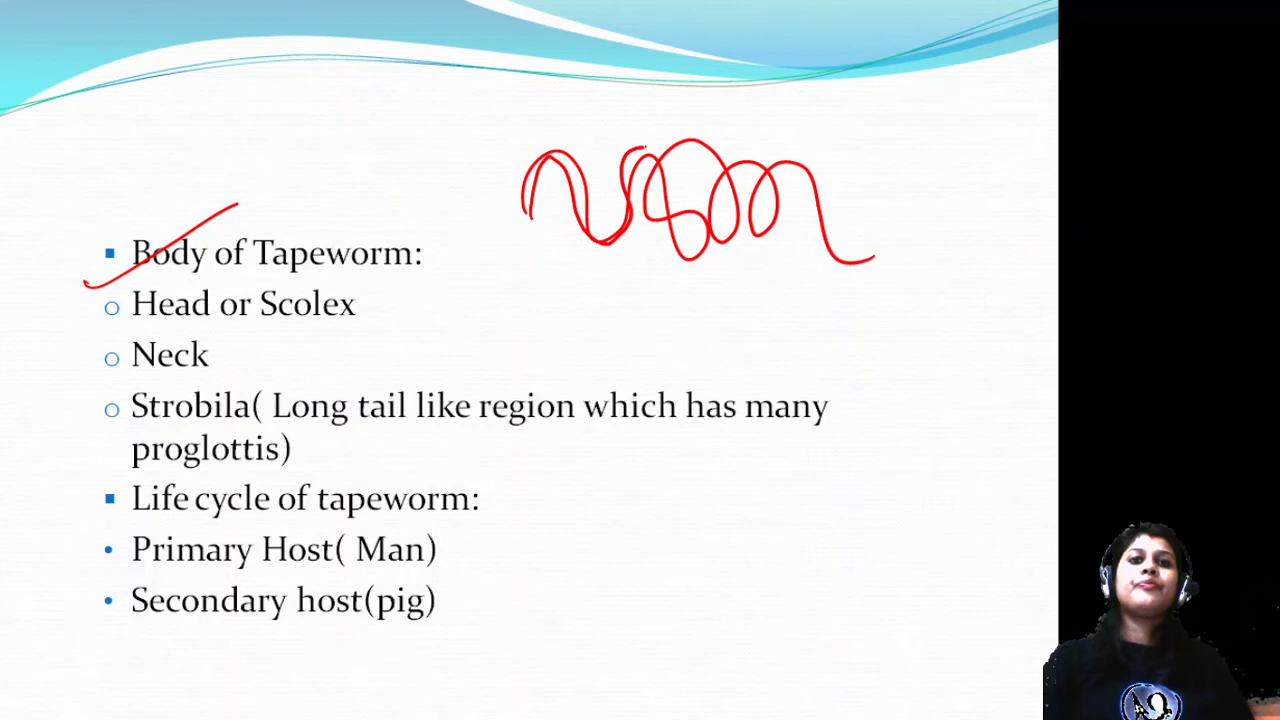 Body of Tapeworm:
Head or Scolex
Neck
Strobila( Long tail like region which has many
proglottis)
Life cycle of tapeworm:
Primary Host( Man)
Secondary host(pig)